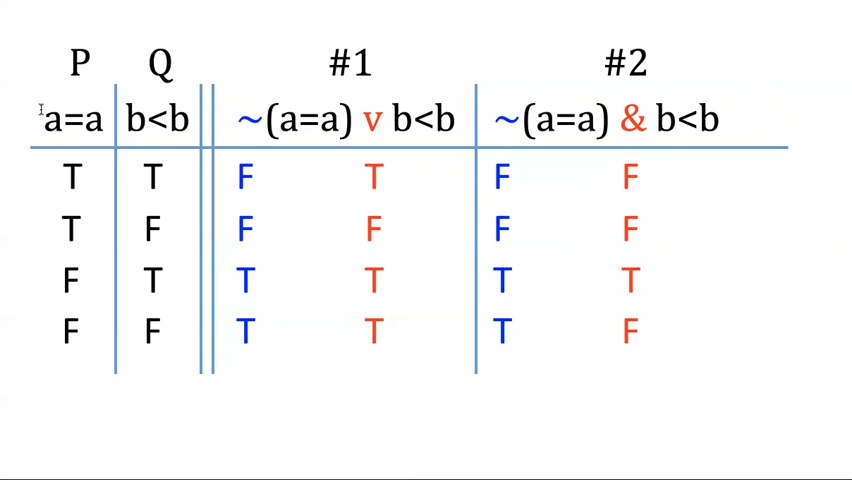 P Q #1 #2
a=a b<b ~(a=a) v b<b ~(a=a) & b<b
T T F T F F
T F F F F F
F T T T T T
F F T T T F